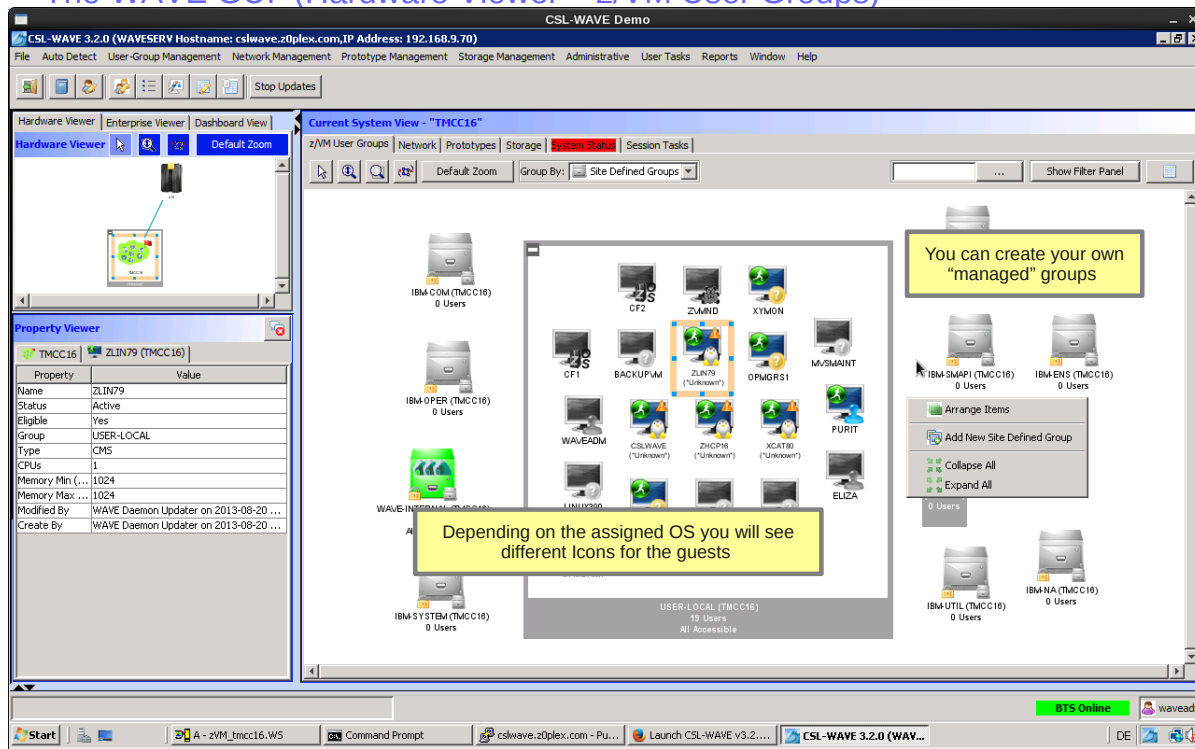 The WAVE GUI (Hardware Viewer – z/VM User Groups)
CSL-WAVE Demo
CSL-WAVE 3.2.0 (WAVESERV Hostname: cslwave.z0plex.com,IP Address: 192.168.9.70)
File Auto Detect User-Group Management Network Management Prototype Management Storage Management Administrative User Tasks Reports Window Help
Stop Updates
Hardware Viewer Enterprise Viewer Dashboard View
Hardware Viewer Default Zoom
TMCC16
Current System View - "TMCC16"
z/VM User Groups Network Prototypes Storage System Status Session Tasks
Default Zoom Group By: Site Defined Groups ... Show Filter Panel
You can create your own
“managed” groups
IBM-COM (TMCC16)
0 Users
CF2 ZVMIND XYMON
CF1 BACKUPVM ZLIN79
("Unknown")
OPMGRS1 MVSMAINT
IBM-SMAPI (TMCC16)
0 Users
IBM-ENS (TMCC16)
0 Users
IBM-OPER (TMCC16)
0 Users
WAVEADM CSLWAVE
("Unknown")
ZHCP16
("Unknown")
XCAT80
("Unknown")
PURIT
ELIZA
Arrange Items
Add New Site Defined Group
Collapse All
Expand All
0 Users
Depending on the assigned OS you will see
different Icons for the guests
IBM-SYSTEM (TMCC16)
0 Users
USER-LOCAL (TMCC16)
19 Users
All Accessible
IBM-UTIL (TMCC16)
0 Users
IBM-NA (TMCC16)
0 Users
Property Viewer
TMCC16 ZLIN79 (TMCC16)
Property Value
Name ZLIN79
Status Active
Eligible Yes
Group USER-LOCAL
Type CMS
CPUs 1
Memory Min (... 1024
Memory Max ... 1024
Modified By WAVE Daemon Updater on 2013-08-20 ...
Create By WAVE Daemon Updater on 2013-08-20 ...
BTS Online wavead
Start A - zVM_tmcc16.WS Command Prompt cslwave.z0plex.com - Pu... Launch CSL-WAVE v3.2.... CSL-WAVE 3.2.0 (WAV... DE